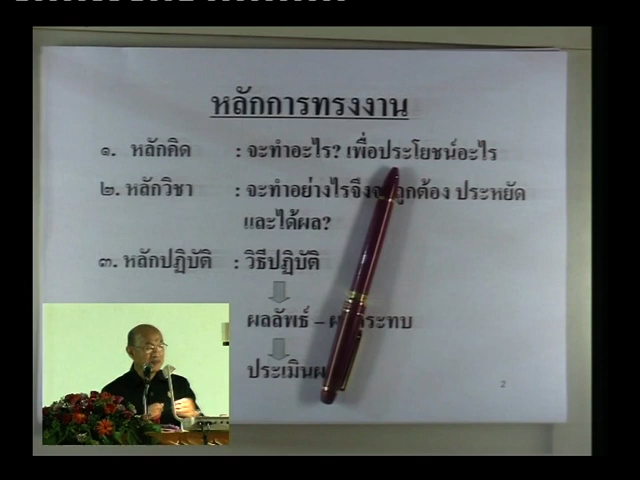 หลักการทรงงาน
๑. หลักคิด : จะทำอะไร? เพื่อประโยชน์อะไร
๒. หลักวิชา : จะทำอย่างไรจึง ถูกต้อง ประหยัด
และได้ผล?
๓. หลักปฏิบัติ : วิธีปฏิบัติ
ผลลัพธ์ –
2